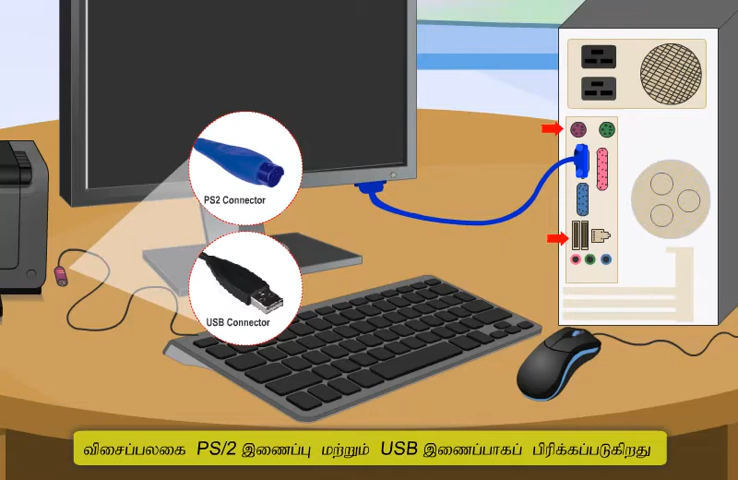 PS2 Connector
USB Connector
விசைப்பலகை PS/2 இணைப்பு மற்றும் USB இணைப்பாகப் பிரிக்கப்படுகிறது